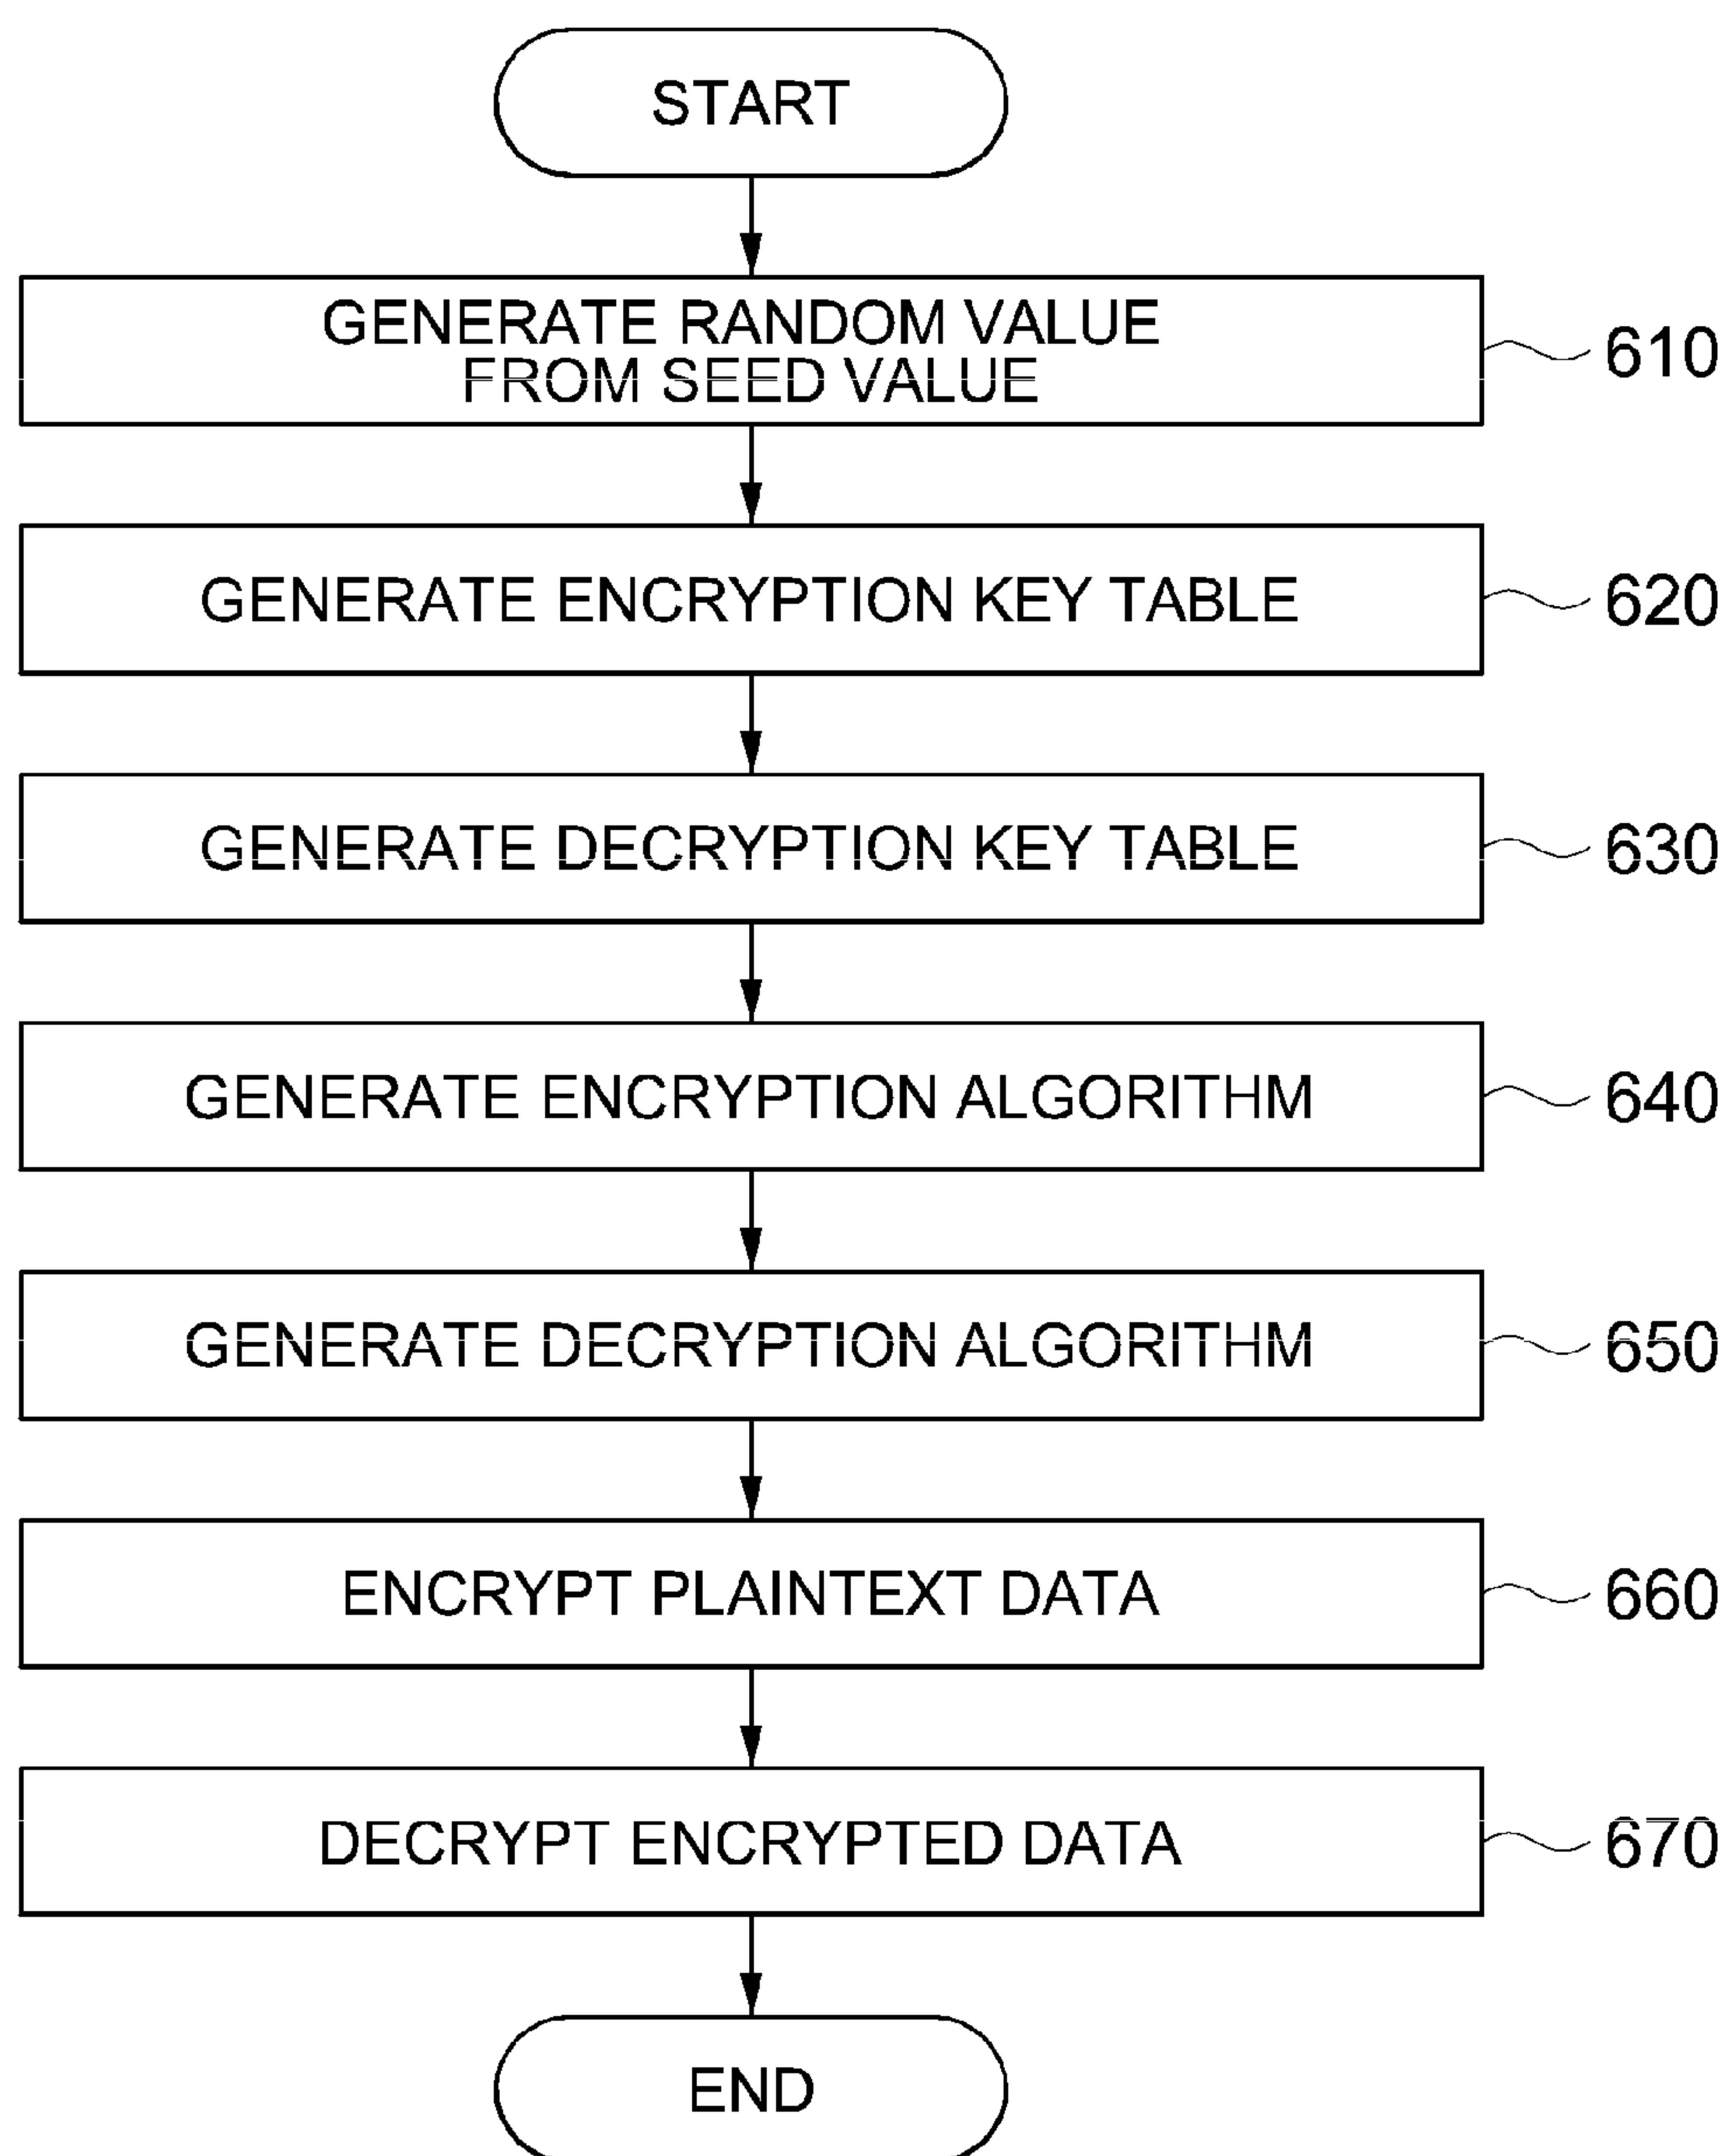 START
GENERATE RANDOM VALUE
FROM SEED VALUE
610
GENERATE ENCRYPTION KEY TABLE
620
GENERATE DECRYPTION KEY TABLE
630
GENERATE ENCRYPTION ALGORITHM
640
GENERATE DECRYPTION ALGORITHM
650
ENCRYPT PLAINTEXT DATA
660
DECRYPT ENCRYPTED DATA
670
END